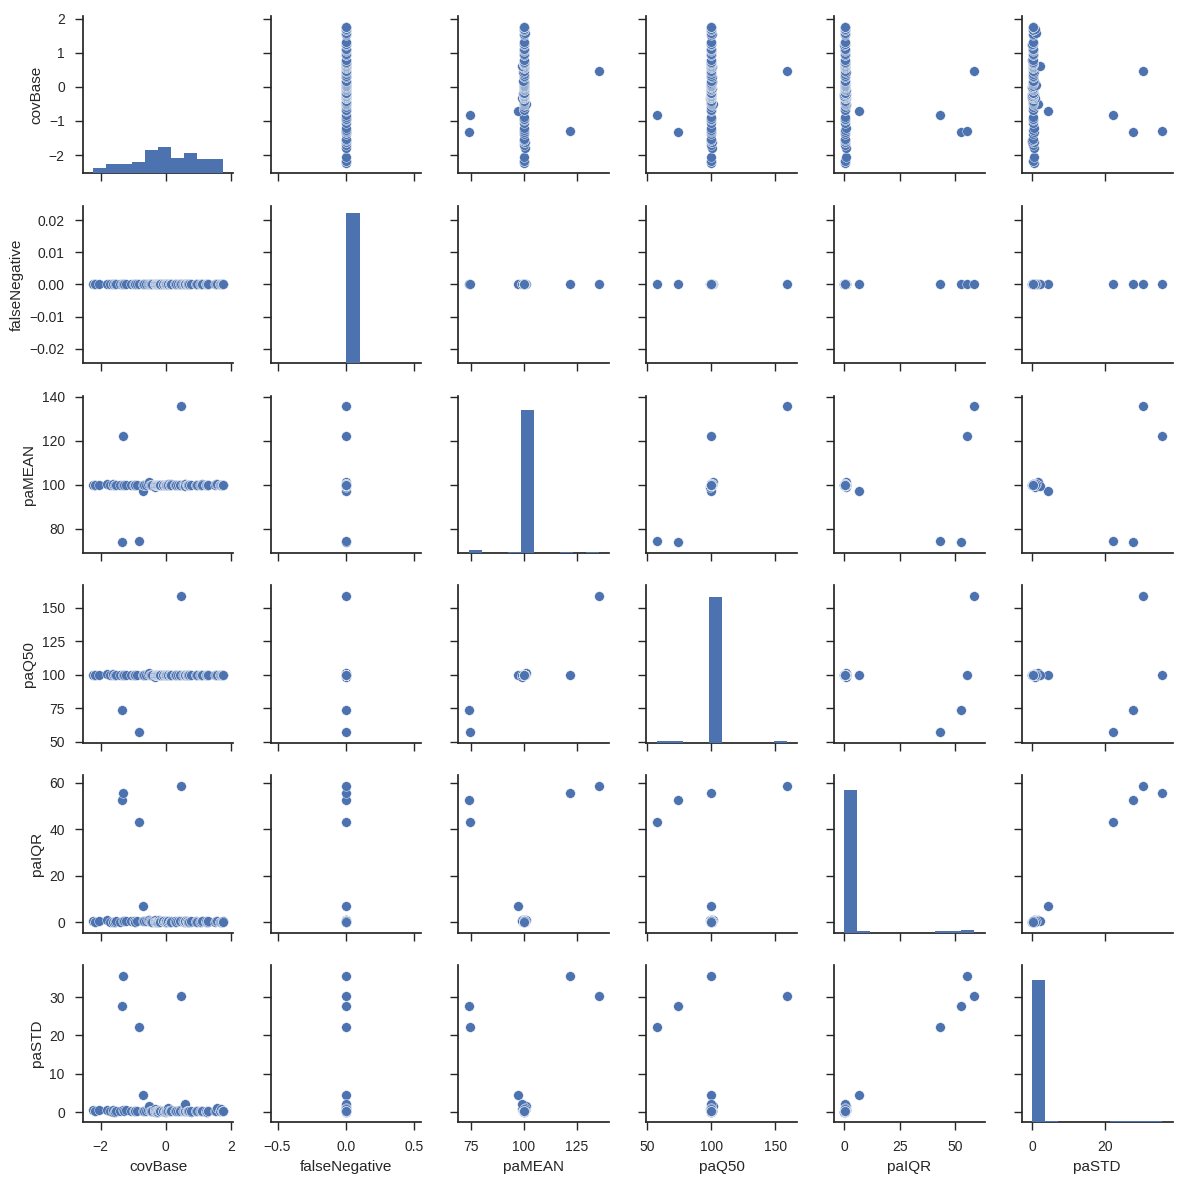 2
1
0
−1
−2
covBase
0.02
0.01
0.00
−0.01
−0.02
falseNegative
140
120
100
80
paMEAN
150
125
100
75
50
paQ50
60
40
20
0
paIQR
30
20
10
0
paSTD
−2 0 2
−0.5 0.0 0.5
75 100 125
50 100 150
0 25 50
0 20
covBase falseNegative paMEAN paQ50 paIQR paSTD